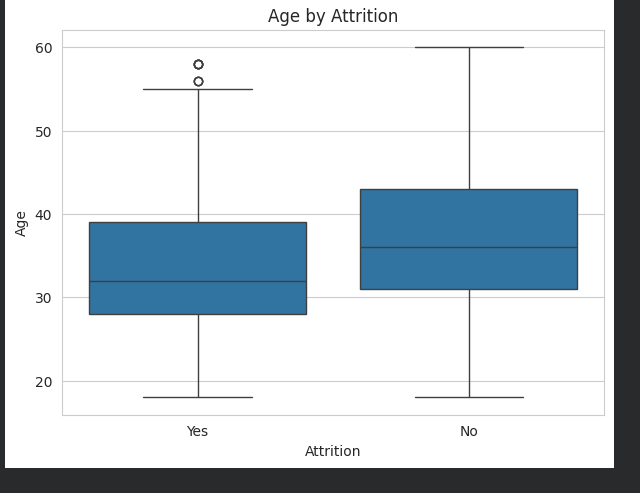 Age by Attrition
60
50
40
30
20
Age
Yes No
Attrition